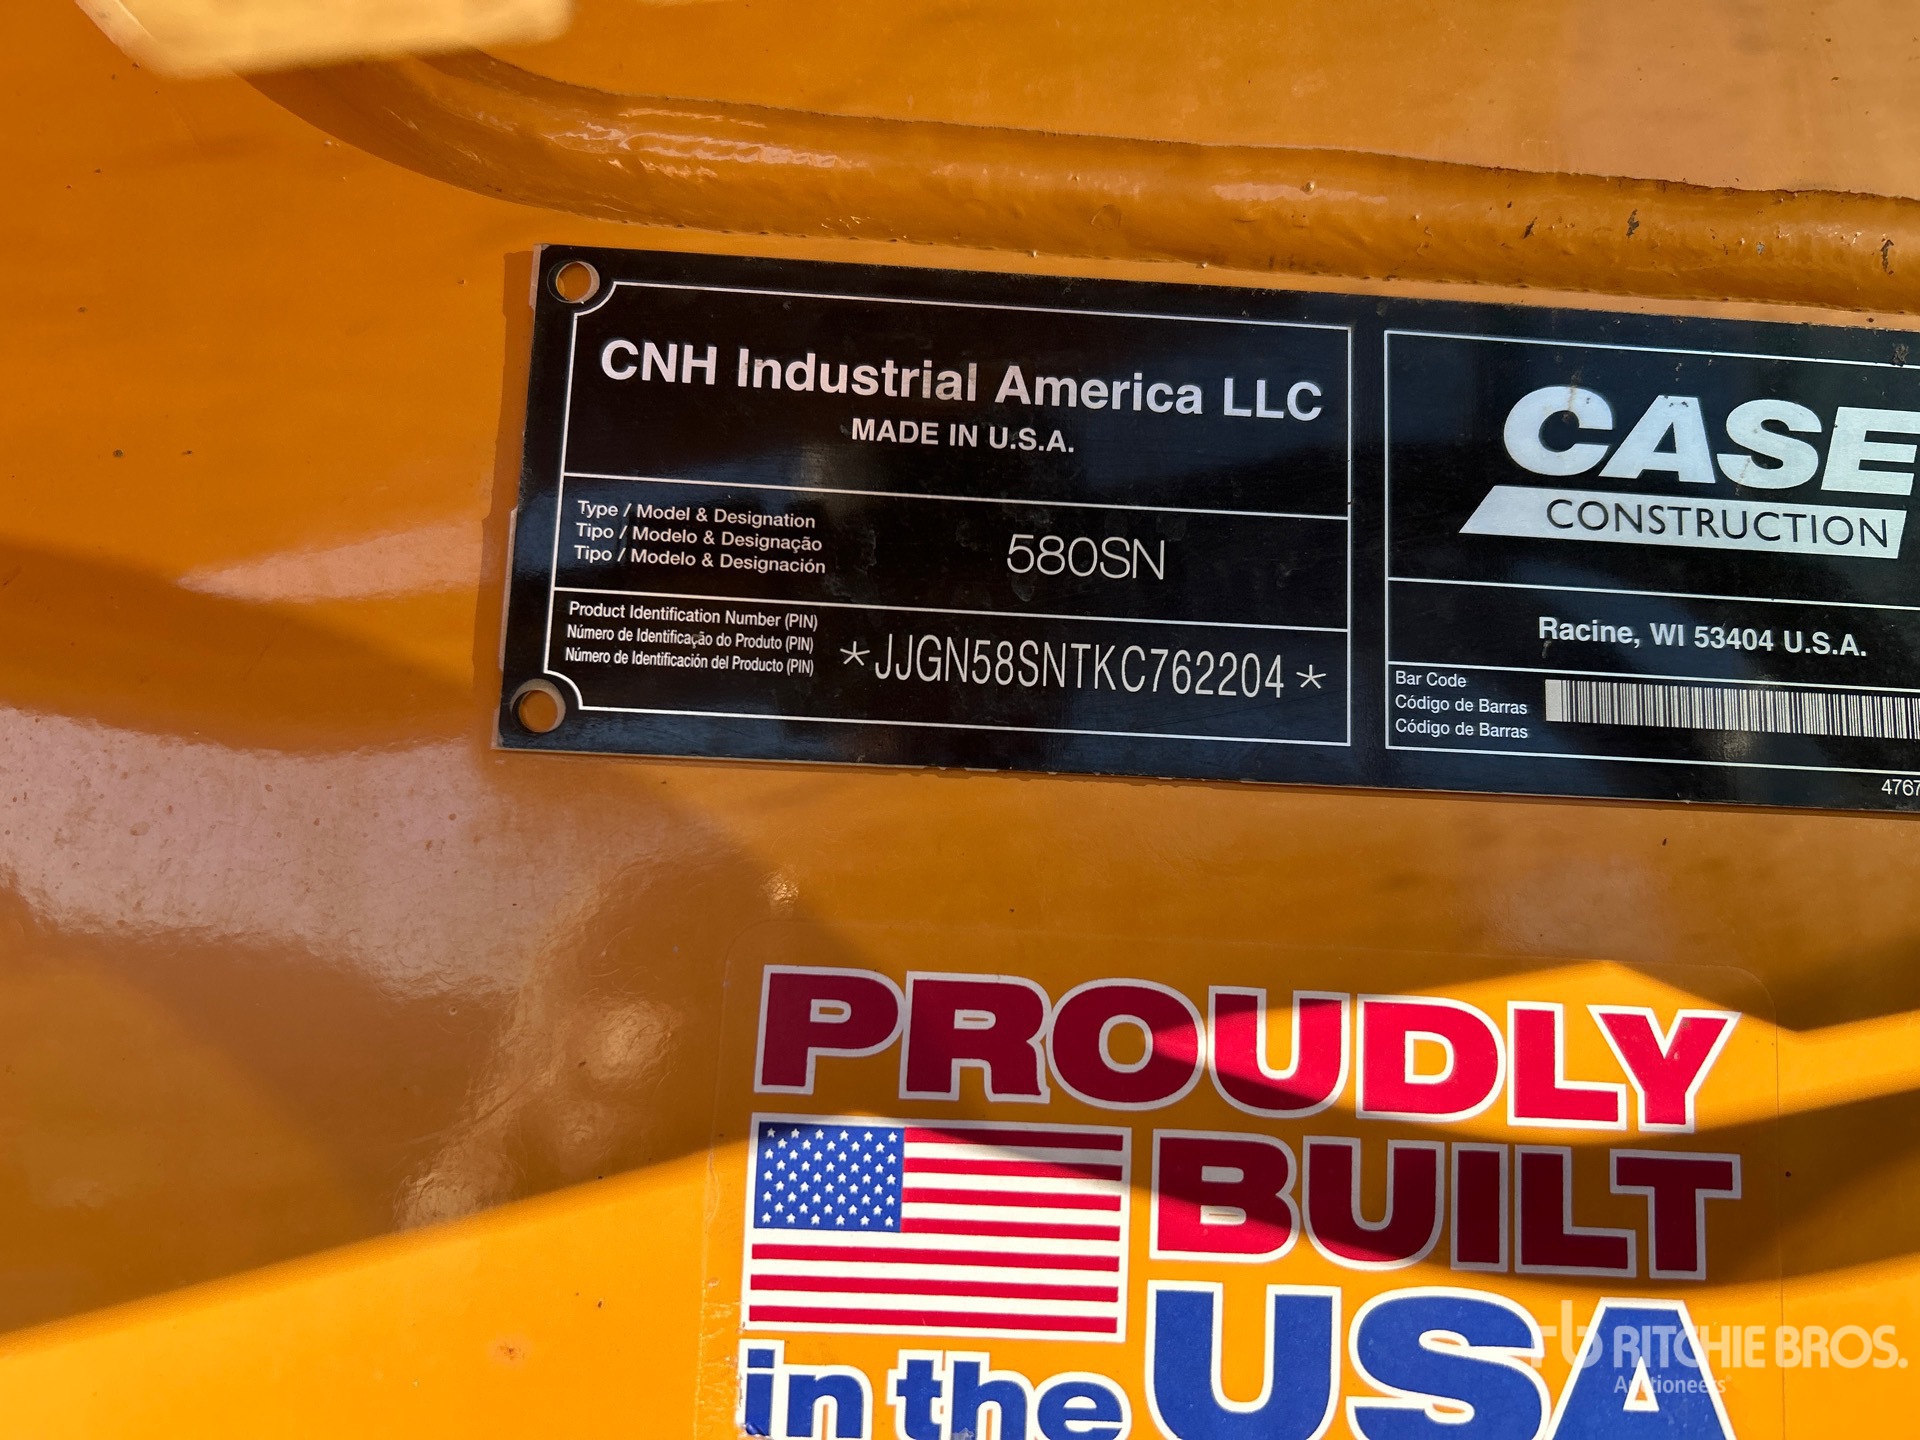 CNH Industrial America LLC
MADE IN U.S.A.
Type / Model & Designation
Tipo / Modelo & Designação
Tipo / Modelo & Designación
580SN
Product Identification Number (PIN)
Número de Identificação do Produto (PIN)
Número de Identificación del Producto (PIN)
*JJGN58SNTKC762204*
CASE
CONSTRUCTION
Racine, WI 53404 U.S.A.
Bar Code
Código de Barras
Código de Barras
4767
PROUDLY
BUILT
in the USA
rb RITCHIE BROS.
Auctioneers